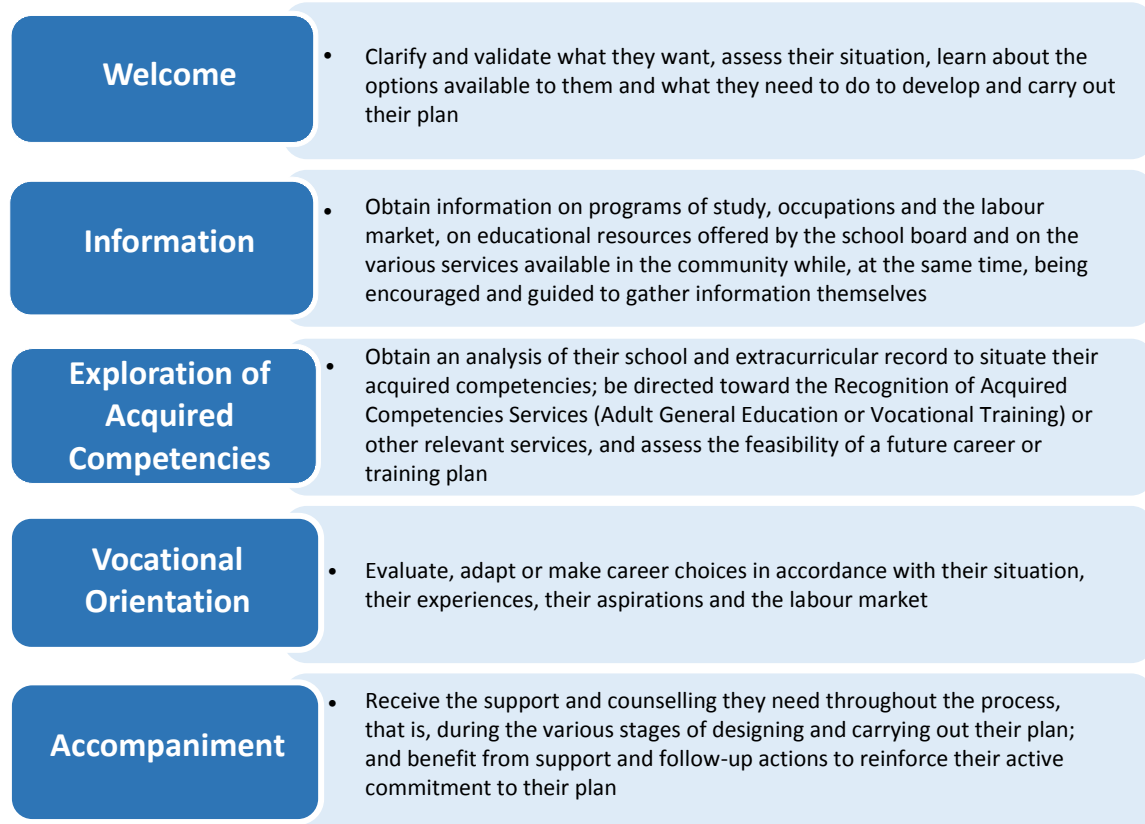 Welcome
• Clarify and validate what they want, assess their situation, learn about the
options available to them and what they need to do to develop and carry out
their plan
Information
• Obtain information on programs of study, occupations and the labour
market, on educational resources offered by the school board and on the
various services available in the community while, at the same time, being
encouraged and guided to gather information themselves
Exploration of
Acquired
Competencies
• Obtain an analysis of their school and extracurricular record to situate their
acquired competencies; be directed toward the Recognition of Acquired
Competencies Services (Adult General Education or Vocational Training) or
other relevant services, and assess the feasibility of a future career or
training plan
Vocational
Orientation
• Evaluate, adapt or make career choices in accordance with their situation,
their experiences, their aspirations and the labour market
Accompaniment
• Receive the support and counselling they need throughout the process,
that is, during the various stages of designing and carrying out their plan;
and benefit from support and follow-up actions to reinforce their active
commitment to their plan